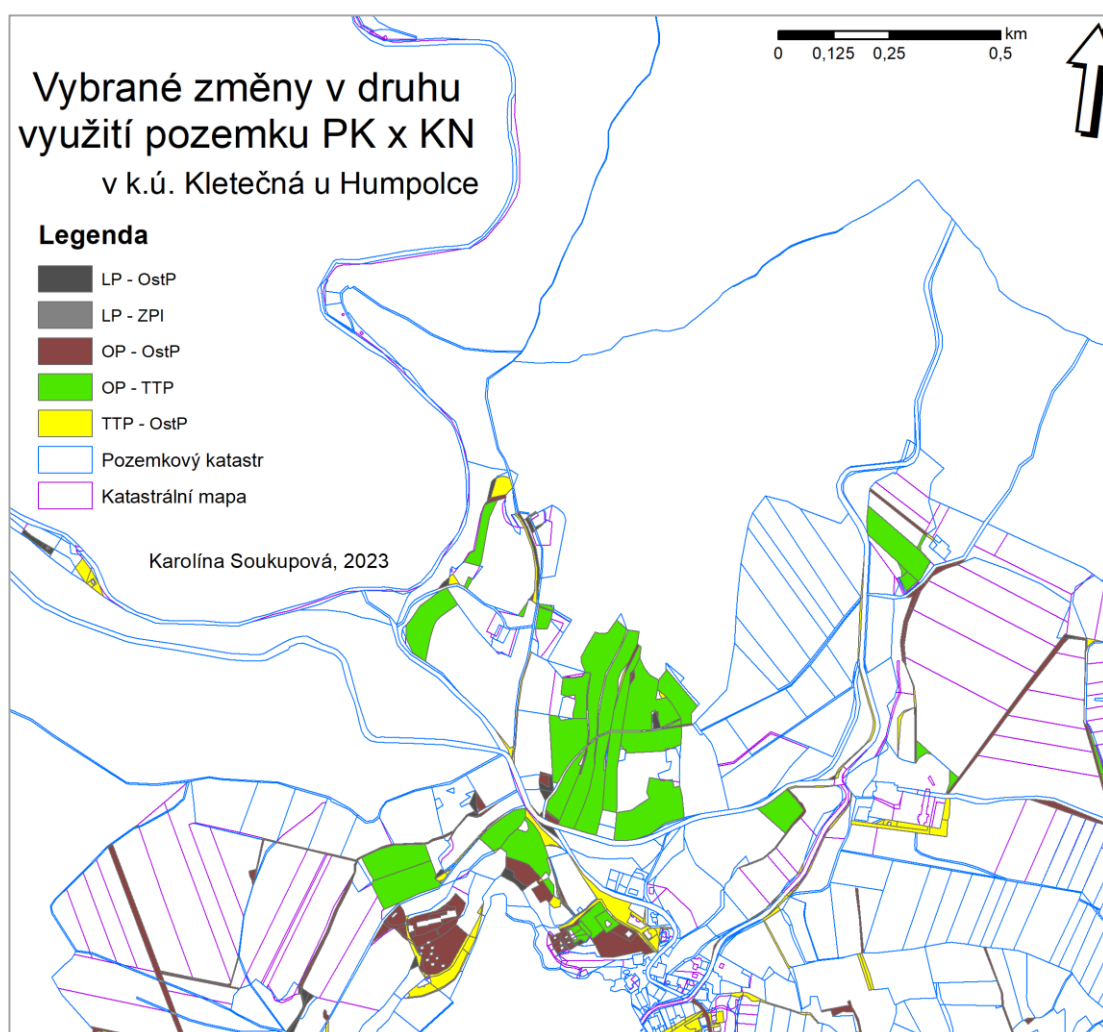 Vybrané změny v druhu
využití pozemku PK x KN
v k.ú. Kletečná u Humpolce
km
0 0,125 0,25 0,5
Legenda
LP - OstP
LP - ZPl
OP - OstP
OP - TTP
TTP - OstP
Pozemkový katastr
Katastrální mapa
Karolína Soukupová, 2023